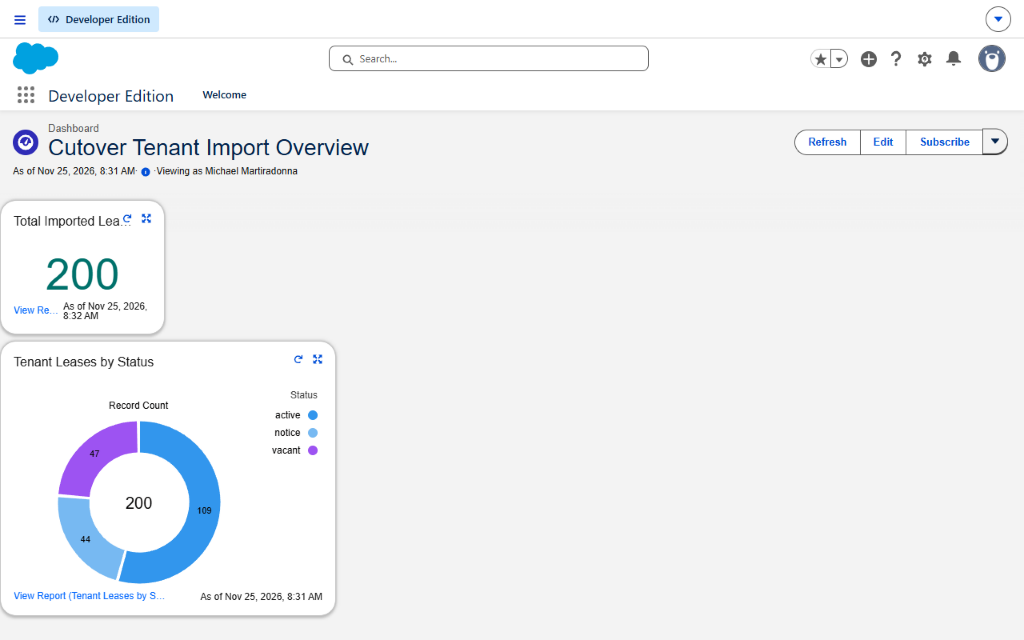 Developer Edition
Search...
Developer Edition
Welcome
Dashboard
Cutover Tenant Import Overview
As of Nov 25, 2026, 8:31 AM· ·Viewing as Michael Martiradonna
Refresh
Edit
Subscribe
Total Imported Lea...
200
View Re...
As of Nov 25, 2026,
8:32 AM
Tenant Leases by Status
Status
Record Count
active
notice
vacant
47
200
109
44
View Report (Tenant Leases by S...
As of Nov 25, 2026, 8:31 AM